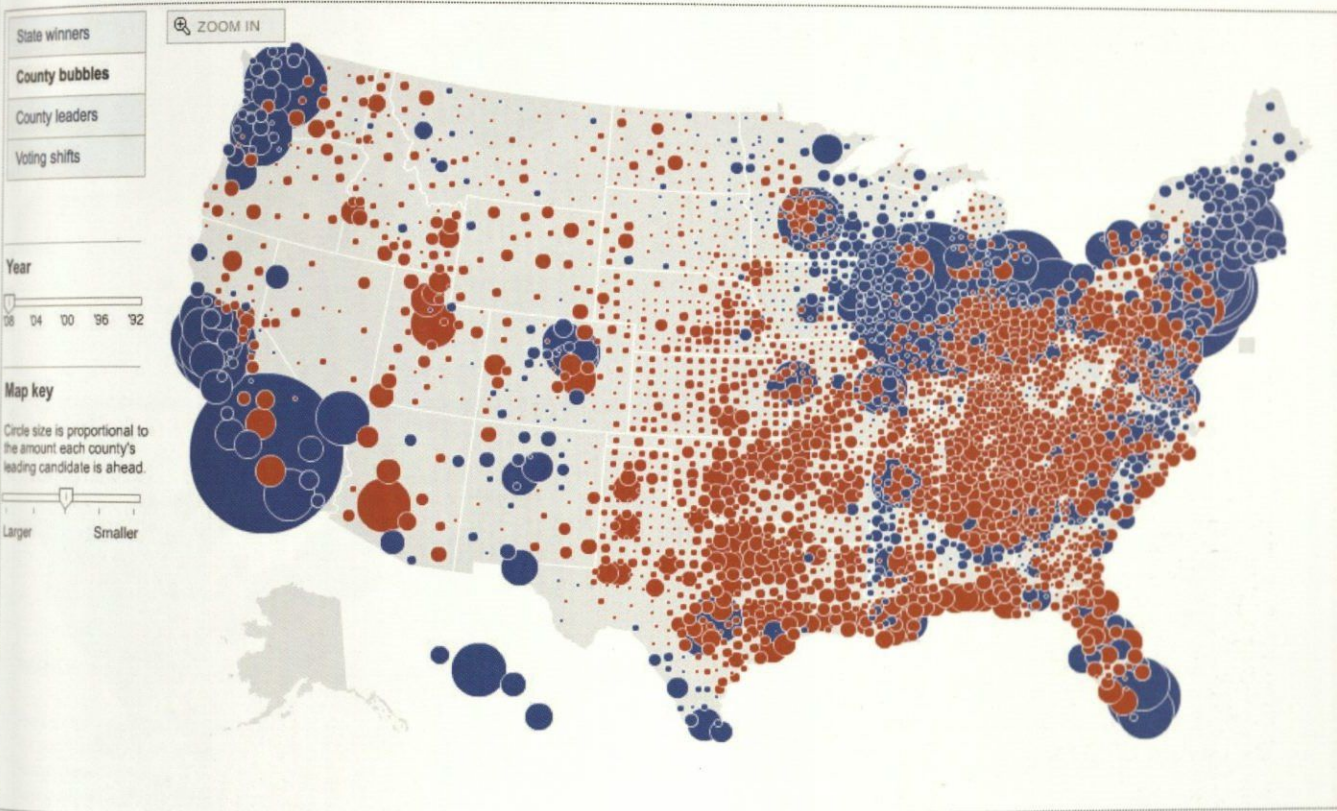 State winners
County bubbles
County leaders
Voting shifts
ZOOM IN
Year
'08 '04 '00 '96 '92
Map key
Circle size is proportional to
the amount each county's
leading candidate is ahead.
Larger Smaller